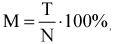 M = T/N · 100%,